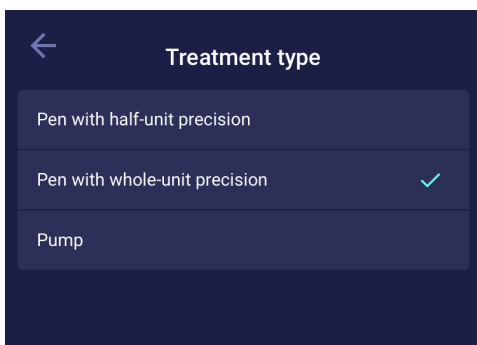 Treatment type
Pen with half-unit precision
Pen with whole-unit precision
Pump